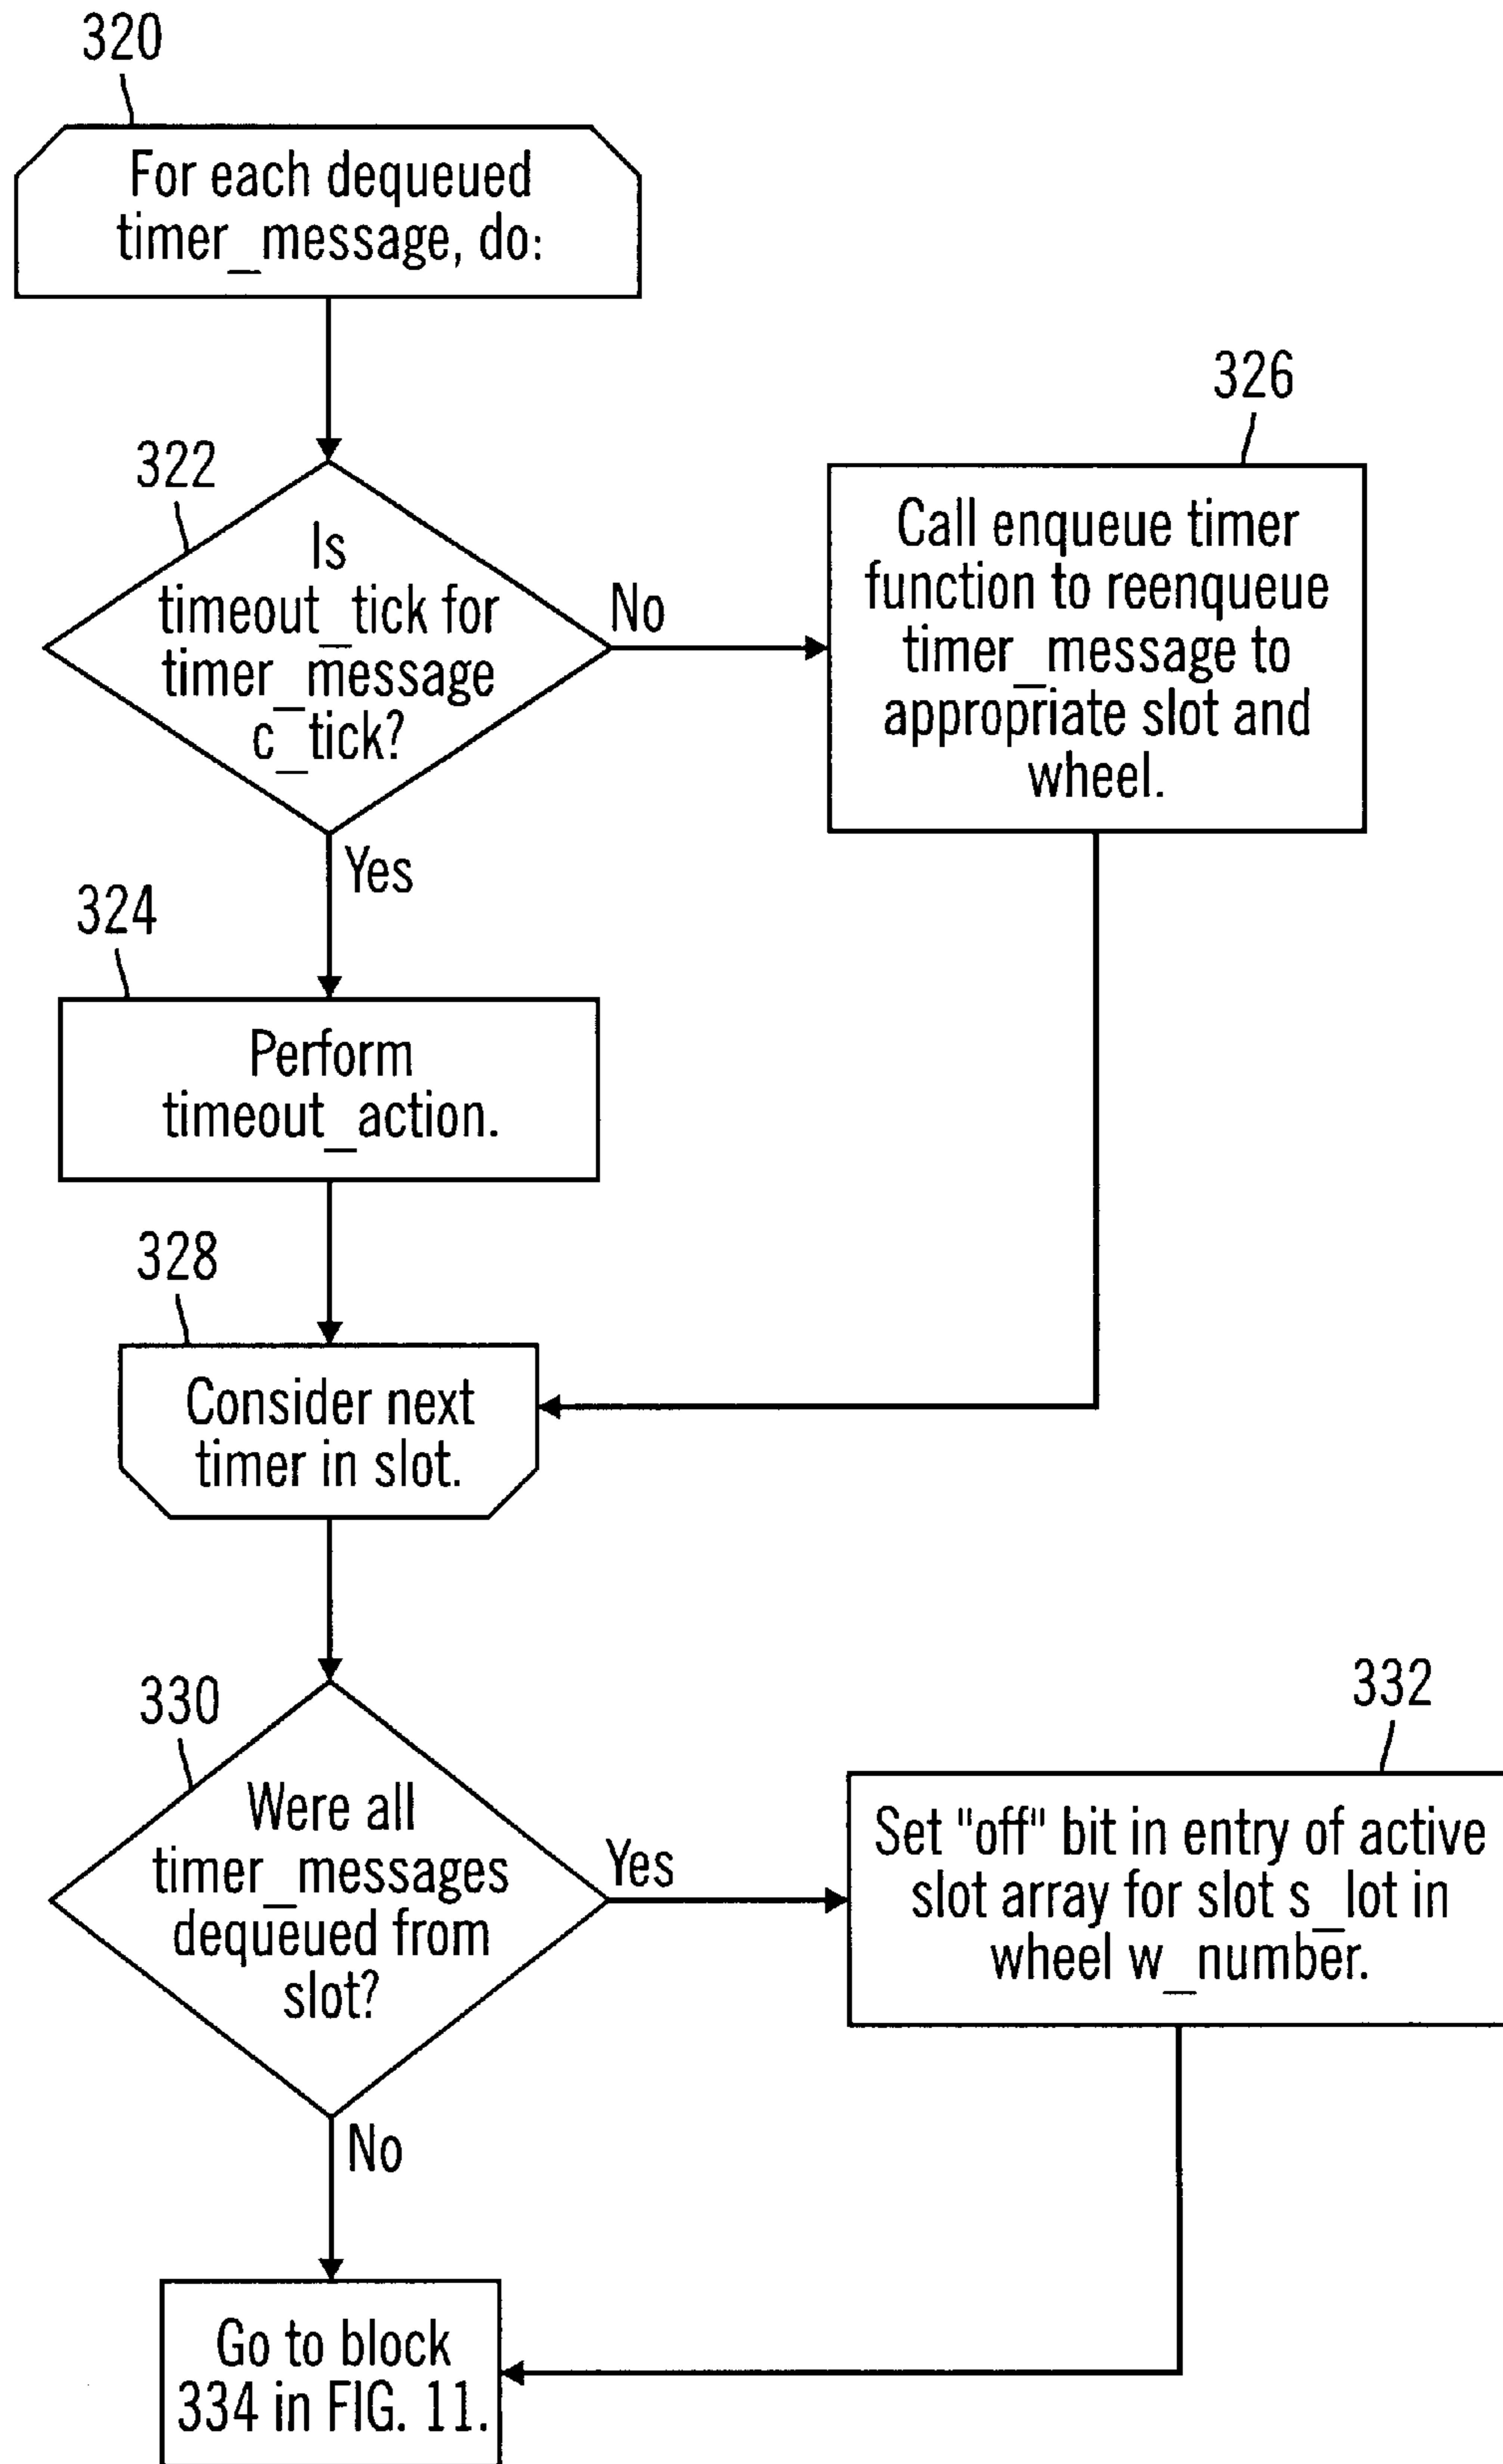 320
For each dequeued
timer_message, do:
322
Is
timeout_tick for
timer_message
c_tick?
No
Yes
326
Call enqueue timer
function to reenqueue
timer_message to
appropriate slot and
wheel.
324
Perform
timeout_action.
328
Consider next
timer in slot.
330
Were all
timer_messages
dequeued from
slot?
Yes
No
332
Set "off" bit in entry of active
slot array for slot s_lot in
wheel w_number.
Go to block
334 in FIG. 11.